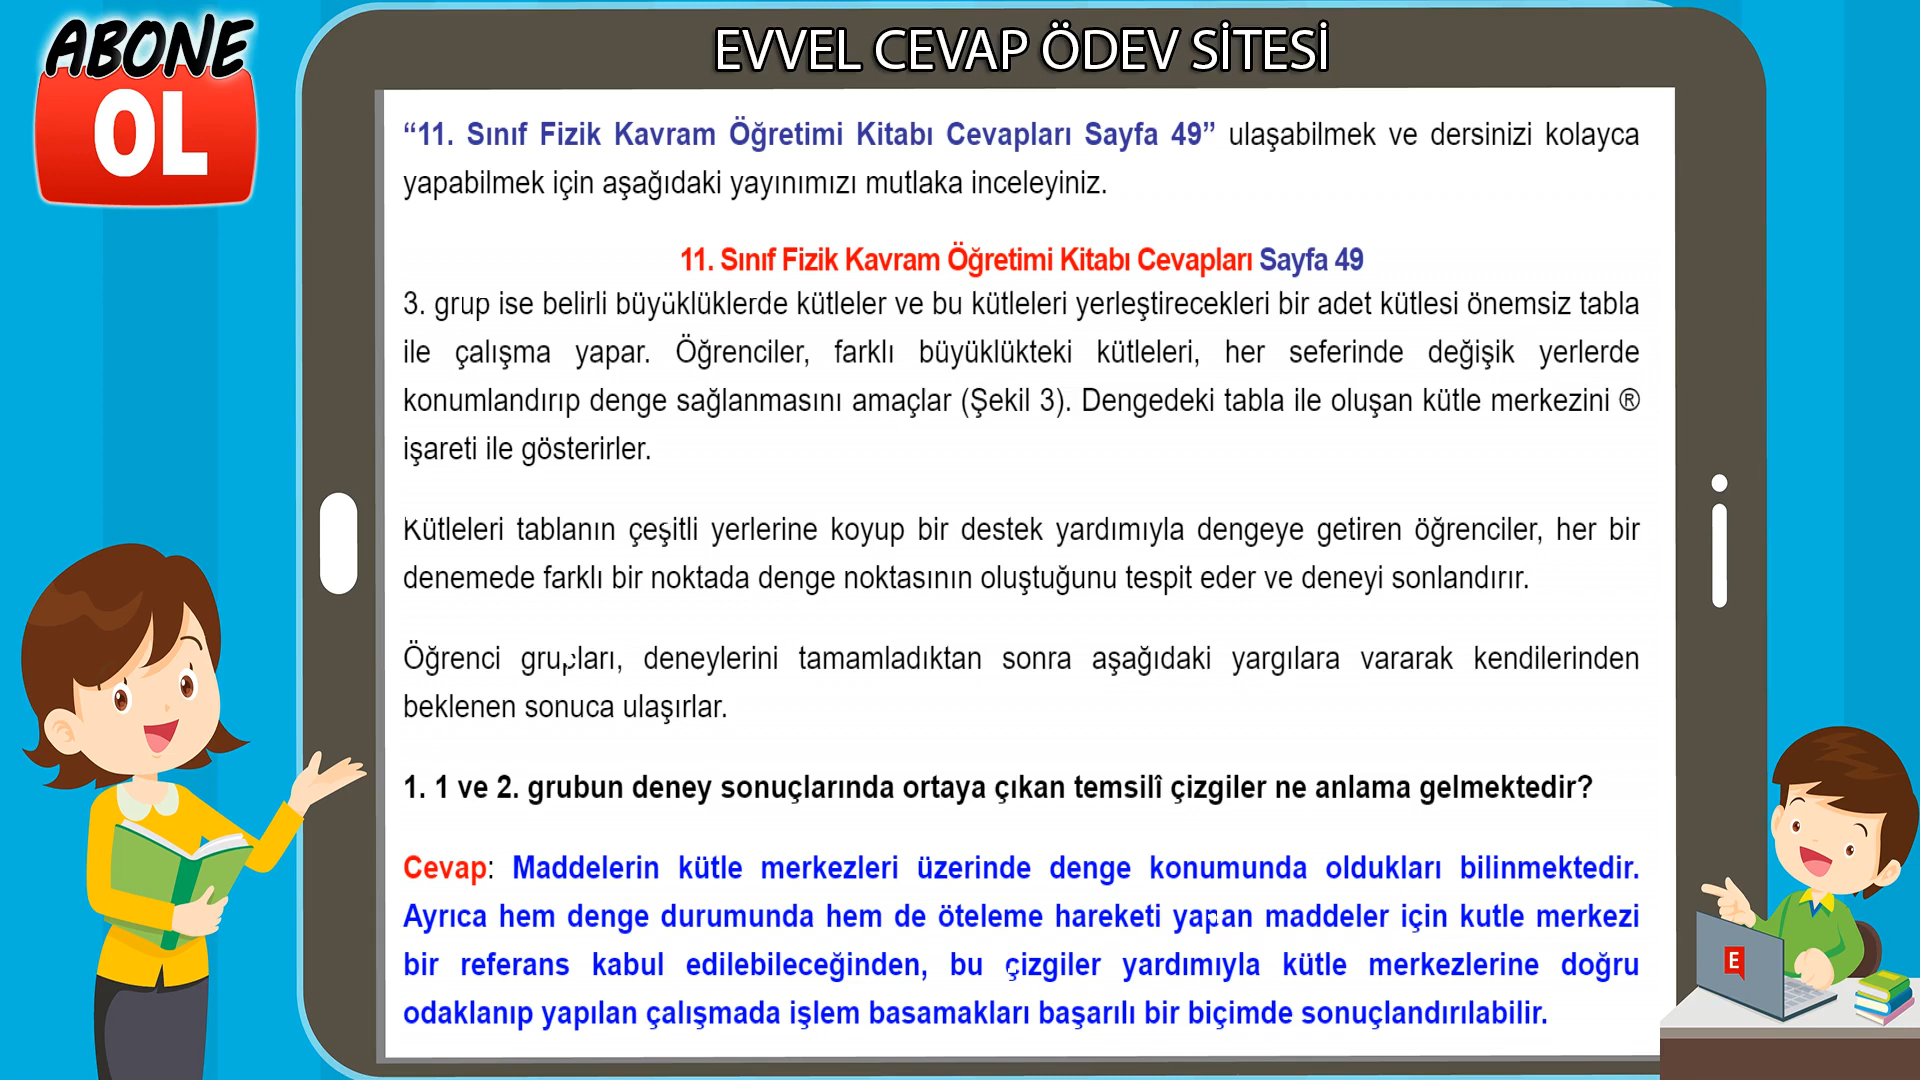 ABONE
OL
EVVEL CEVAP ÖDEV SİTESİ
“11. Sınıf Fizik Kavram Öğretimi Kitabı Cevapları Sayfa 49” ulaşabilmek ve dersinizi kolayca
yapabilmek için aşağıdaki yayınımızı mutlaka inceleyiniz.
11. Sınıf Fizik Kavram Öğretimi Kitabı Cevapları Sayfa 49
3. grup ise belirli büyüklüklerde kütleler ve bu kütleleri yerleştirecekleri bir adet kütlesi önemsiz tabla
ile çalışma yapar. Öğrenciler, farklı büyüklükteki kütleleri, her seferinde değişik yerlerde
konumlandırıp denge sağlanmasını amaçlar (Şekil 3). Dengedeki tabla ile oluşan kütle merkezini ®
işareti ile gösterirler.
Kütleleri tablanın çeşitli yerlerine koyup bir destek yardımıyla dengeye getiren öğrenciler, her bir
denemede farklı bir noktada denge noktasının oluştuğunu tespit eder ve deneyi sonlandırır.
Öğrenci grupları, deneylerini tamamladıktan sonra aşağıdaki yargılara vararak kendilerinden
beklenen sonuca ulaşırlar.
1. 1 ve 2. grubun deney sonuçlarında ortaya çıkan temsilî çizgiler ne anlama gelmektedir?
Cevap: Maddelerin kütle merkezleri üzerinde denge konumunda oldukları bilinmektedir.
Ayrıca hem denge durumunda hem de öteleme hareketi yapan maddeler için kutle merkezi
bir referans kabul edilebileceğinden, bu çizgiler yardımıyla kütle merkezlerine doğru
odaklanıp yapılan çalışmada işlem basamakları başarılı bir biçimde sonuçlandırılabilir.
E